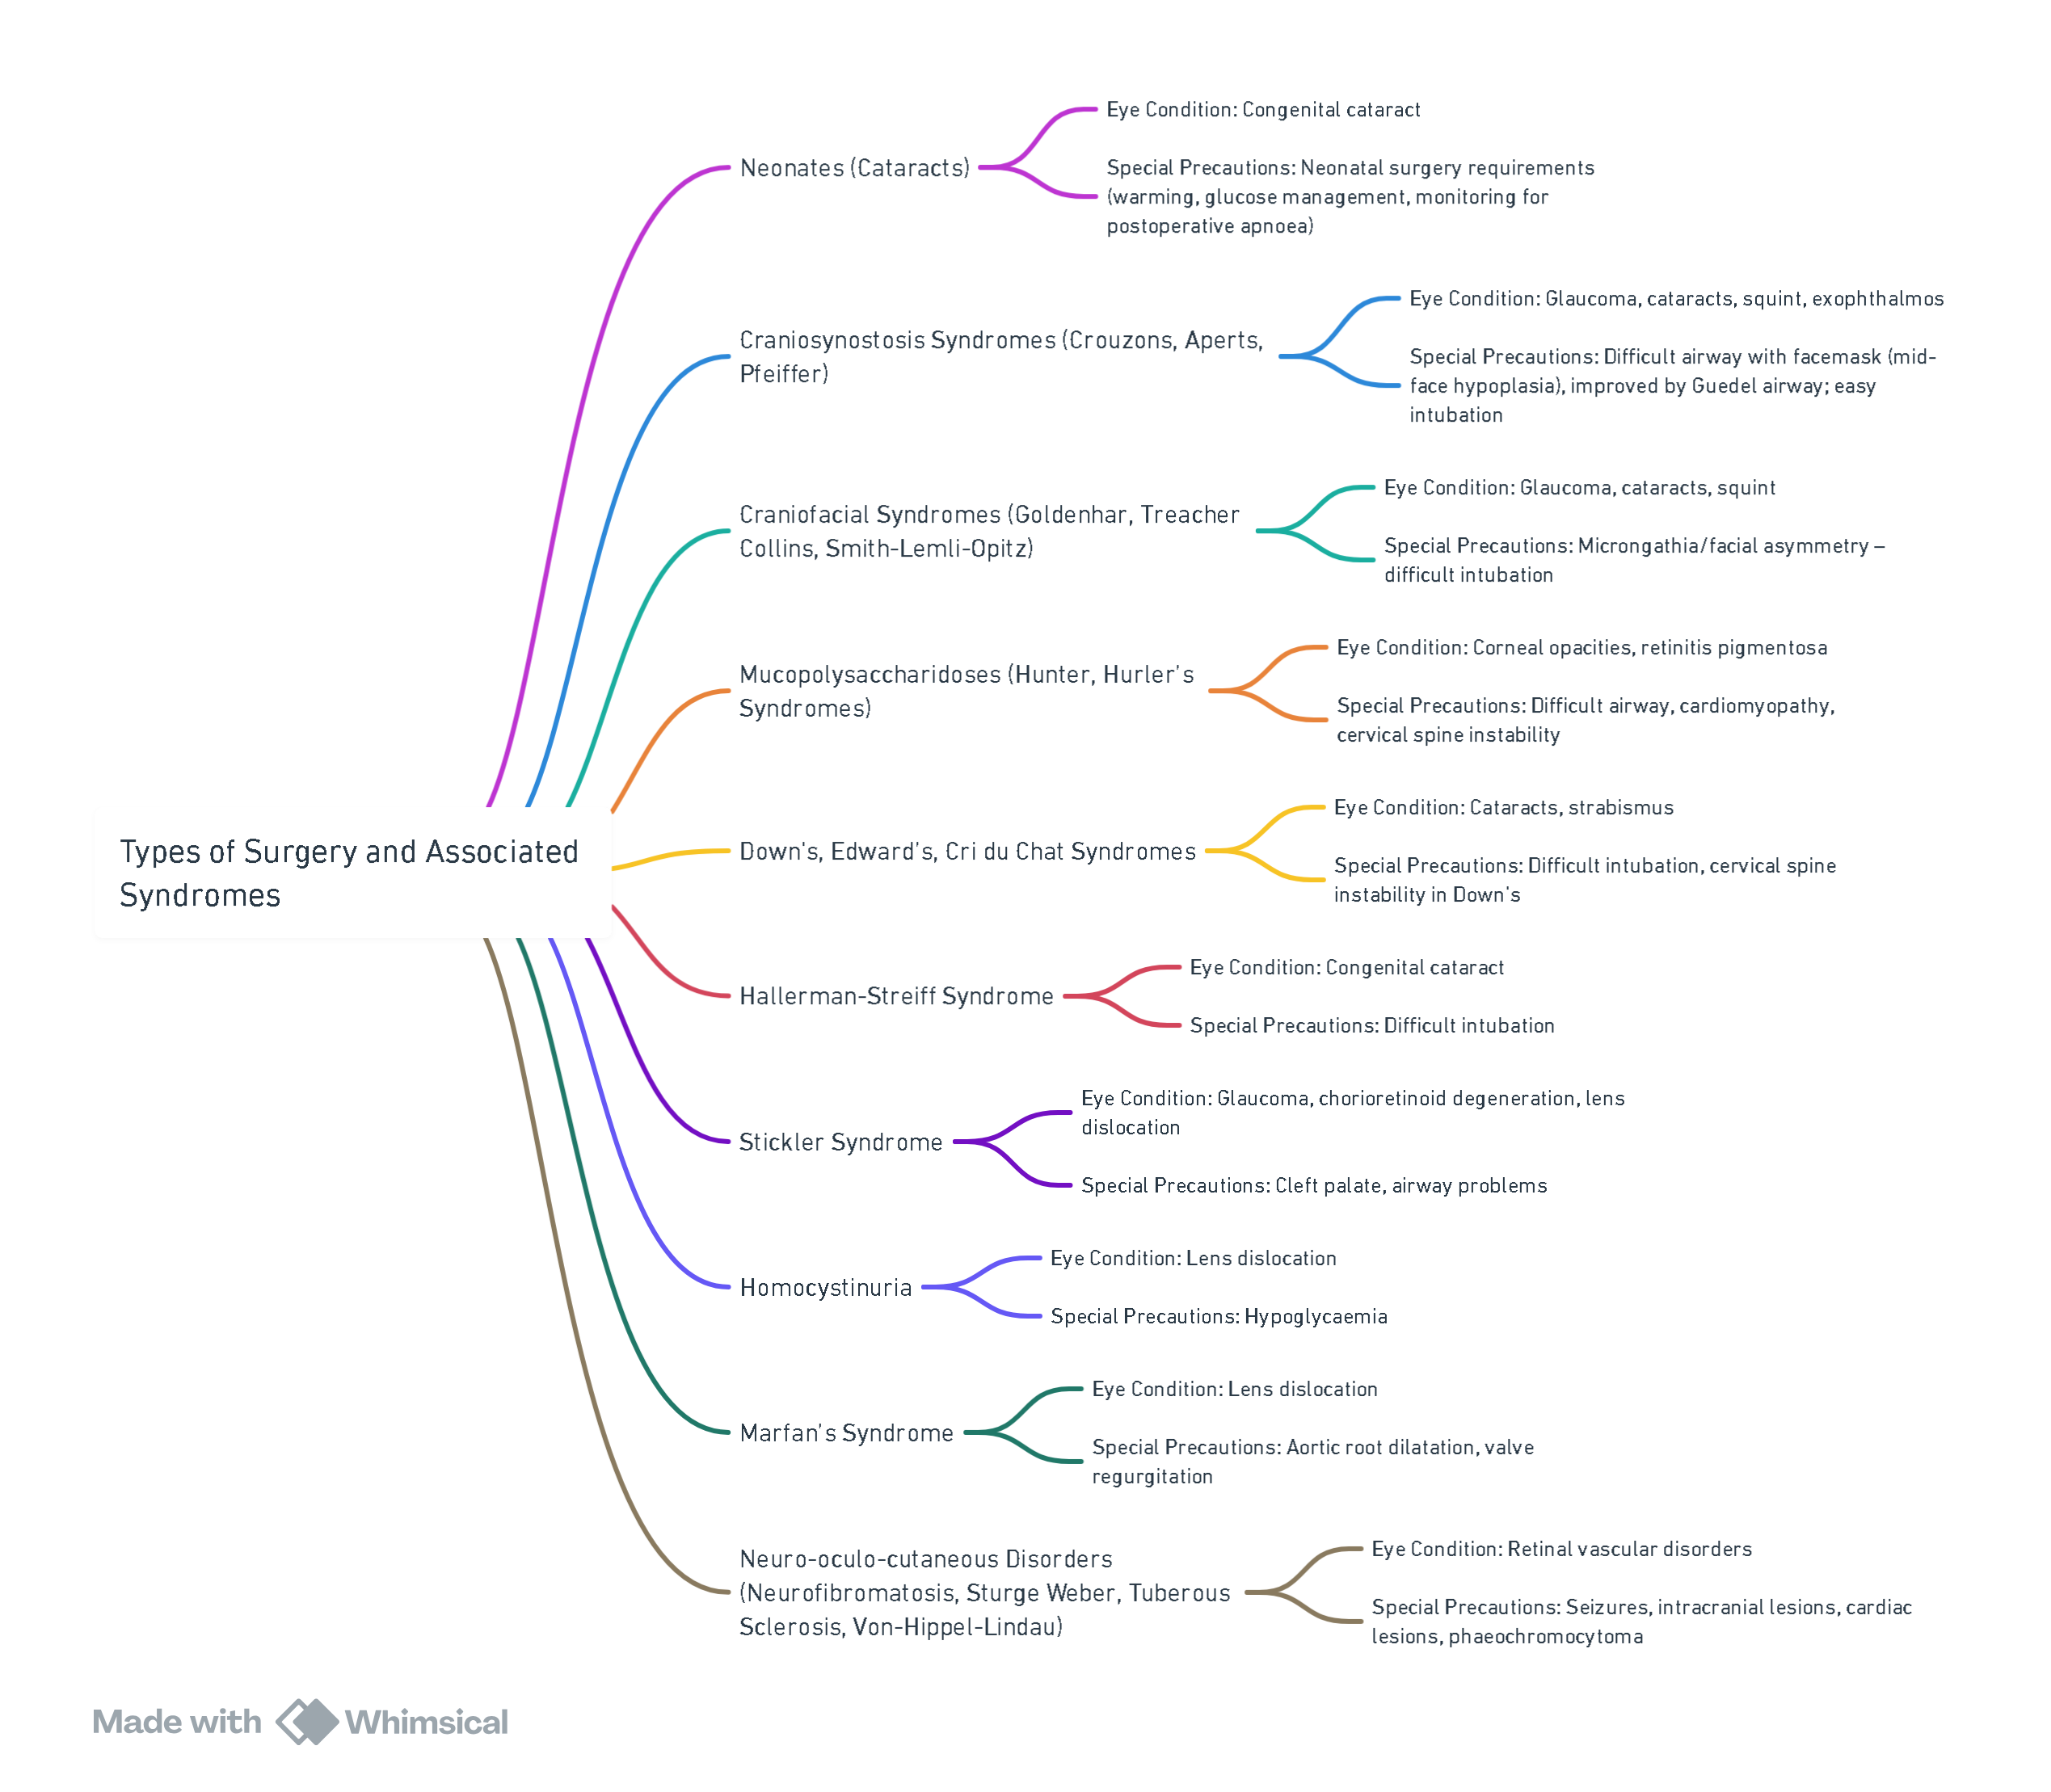 Types of Surgery and Associated
Syndromes
Neonates (Cataracts)
Eye Condition: Congenital cataract
Special Precautions: Neonatal surgery requirements
(warming, glucose management, monitoring for
postoperative apnoea)
Craniosynostosis Syndromes (Crouzons, Aperts,
Pfeiffer)
Eye Condition: Glaucoma, cataracts, squint, exophthalmos
Special Precautions: Difficult airway with facemask (mid-
face hypoplasia), improved by Guedel airway; easy
intubation
Craniofacial Syndromes (Goldenhar, Treacher
Collins, Smith-Lemli-Opitz)
Eye Condition: Glaucoma, cataracts, squint
Special Precautions: Microngathia/facial asymmetry –
difficult intubation
Mucopolysaccharidoses (Hunter, Hurler's
Syndromes)
Eye Condition: Corneal opacities, retinitis pigmentosa
Special Precautions: Difficult airway, cardiomyopathy,
cervical spine instability
Down's, Edward's, Cri du Chat Syndromes
Eye Condition: Cataracts, strabismus
Special Precautions: Difficult intubation, cervical spine
instability in Down's
Hallerman-Streiff Syndrome
Eye Condition: Congenital cataract
Special Precautions: Difficult intubation
Stickler Syndrome
Eye Condition: Glaucoma, chorioretinoid degeneration, lens
dislocation
Special Precautions: Cleft palate, airway problems
Homocystinuria
Eye Condition: Lens dislocation
Special Precautions: Hypoglycaemia
Marfan's Syndrome
Eye Condition: Lens dislocation
Special Precautions: Aortic root dilatation, valve
regurgitation
Neuro-oculo-cutaneous Disorders
(Neurofibromatosis, Sturge Weber, Tuberous
Sclerosis, Von-Hippel-Lindau)
Eye Condition: Retinal vascular disorders
Special Precautions: Seizures, intracranial lesions, cardiac
lesions, phaeochromocytoma
Made with Whimsical